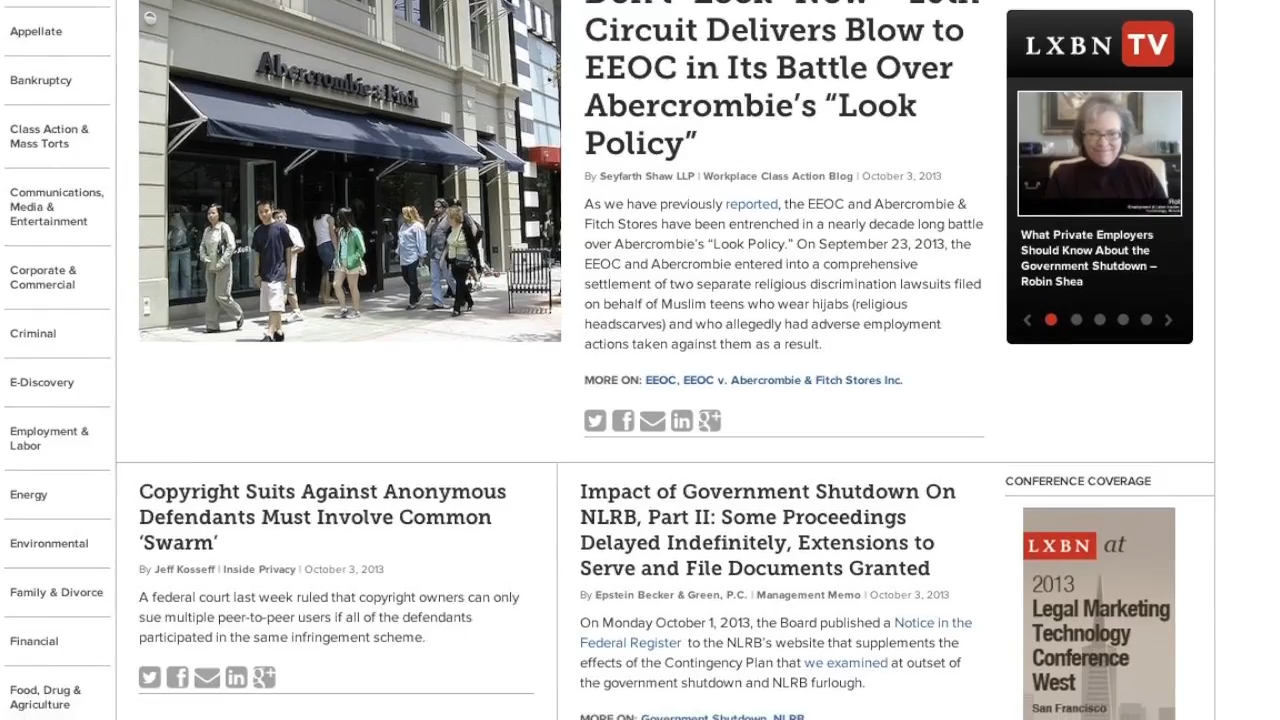 Appellate
Bankruptcy
Class Action &
Mass Torts
Communications,
Media &
Entertainment
Corporate &
Commercial
Criminal
E-Discovery
Employment &
Labor
Energy
Environmental
Family & Divorce
Financial
Food, Drug &
Agriculture
Abercrombie & Fitch
Circuit Delivers Blow to
EEOC in Its Battle Over
Abercrombie’s “Look
Policy”
By Seyfarth Shaw LLP | Workplace Class Action Blog | October 3, 2013
As we have previously reported, the EEOC and Abercrombie &
Fitch Stores have been entrenched in a nearly decade long battle
over Abercrombie’s “Look Policy.” On September 23, 2013, the
EEOC and Abercrombie entered into a comprehensive
settlement of two separate religious discrimination lawsuits filed
on behalf of Muslim teens who wear hijabs (religious
headscarves) and who allegedly had adverse employment
actions taken against them as a result.
MORE ON: EEOC, EEOC v. Abercrombie & Fitch Stores Inc.
LXBN TV
What Private Employers
Should Know About the
Government Shutdown –
Robin Shea
Copyright Suits Against Anonymous
Defendants Must Involve Common
‘Swarm’
By Jeff Kosseff | Inside Privacy | October 3, 2013
A federal court last week ruled that copyright owners can only
sue multiple peer-to-peer users if all of the defendants
participated in the same infringement scheme.
Impact of Government Shutdown On
NLRB, Part II: Some Proceedings
Delayed Indefinitely, Extensions to
Serve and File Documents Granted
By Epstein Becker & Green, P.C. | Management Memo | October 3, 2013
On Monday October 1, 2013, the Board published a Notice in the
Federal Register to the NLRB’s website that supplements the
effects of the Contingency Plan that we examined at outset of
the government shutdown and NLRB furlough.
MORE ON: Government Shutdown, NLRB
CONFERENCE COVERAGE
LXBN at
2013
Legal Marketing
Technology
Conference
West
San Francisco